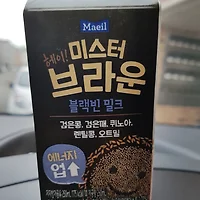 Maeil
헤이!
미스터
브라운
블랙빈 밀크
검은콩, 검은깨, 퀴노아,
렌틸콩, 오트밀
에너지
업